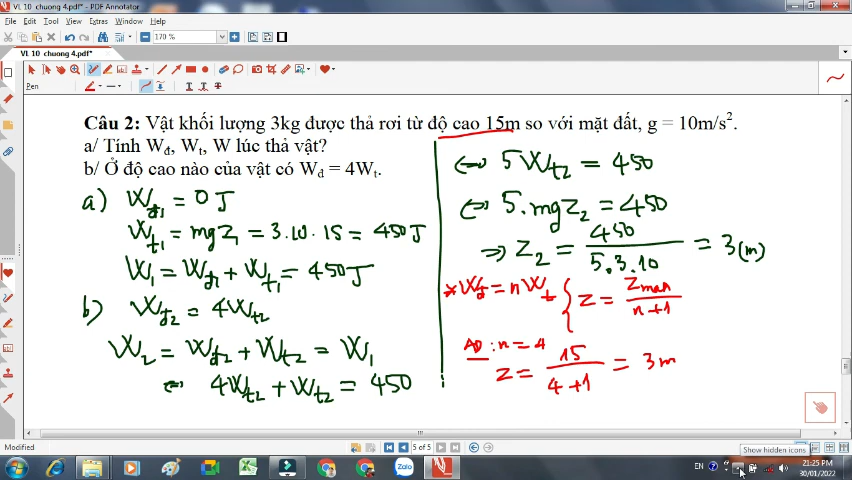 VL 10 chuong 4.pdf* - PDF Annotator
File Edit Tool View Extras Window Help
170 %
VL 10 chuong 4.pdf*
Pen
Câu 2: Vật khối lượng 3kg được thả rơi từ độ cao 15m so với mặt đất, g = 10m/s².
a/ Tính Wđ, Wt, W lúc thả vật?
b/ Ở độ cao nào của vật có Wđ = 4Wt.
a) Wđ1 = 0 J
Wt1 = mgz1 = 3.10.15 = 450J
W1 = Wđ1 + Wt1 = 450J
b) Wđ2 = 4Wt2
W2 = Wđ2 + Wt2 = W1
⇔ 4Wt2 + Wt2 = 450
⇔ 5Wt2 = 450
⇔ 5.mgz2 = 450
⇒ z2 = 450 / 5.3.10 = 3 (m)
* Wđ = nWt { z = zmax / n+1
AD: n = 4
z = 15 / 4+1 = 3m
Modified
5 of 5
Show hidden icons
Zalo
EN
21:25 PM
30/01/2022